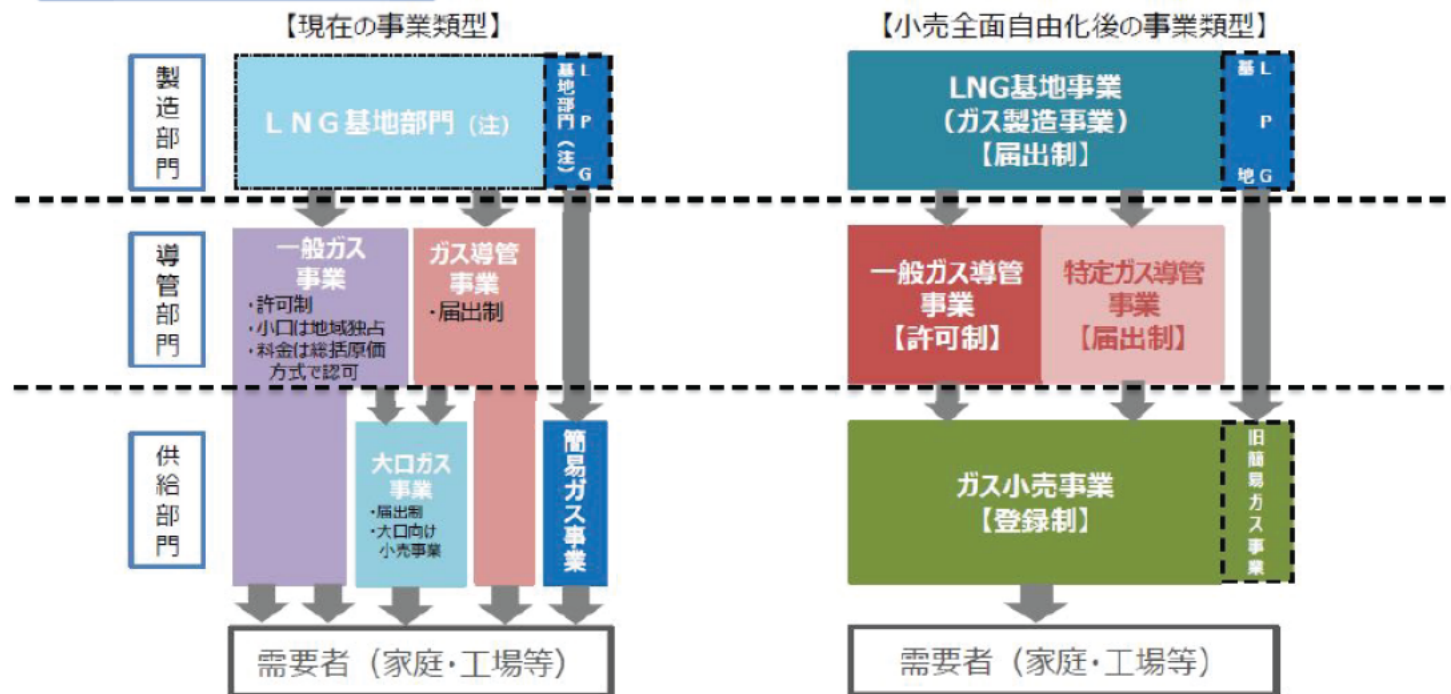 【現在の事業類型】
製造部門
LNG基地部門（注）
LPG
基地部門（注）
導管部門
一般ガス
事業
・許可制
・小口は地域独占
・料金は総括原価
方式で認可
ガス導管
事業
・届出制
供給部門
大口ガス
事業
・届出制
・大口向け
小売事業
簡易ガス事業
需要者（家庭・工場等）
【小売全面自由化後の事業類型】
LNG基地事業
（ガス製造事業）
【届出制】
LPG
基地
一般ガス導管
事業
【許可制】
特定ガス導管
事業
【届出制】
ガス小売事業
【登録制】
旧簡易ガス事業
需要者（家庭・工場等）